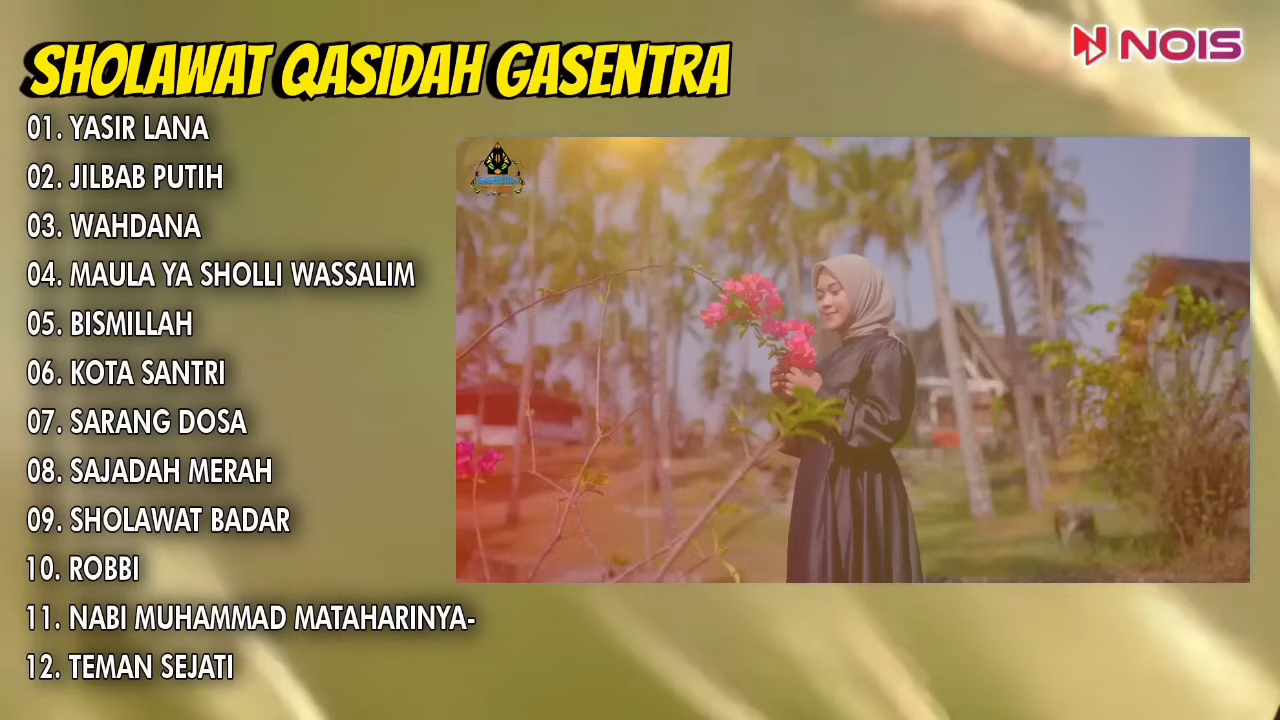 SHOLAWAT QASIDAH GASENTRA
NOIS
01. YASIR LANA
02. JILBAB PUTIH
03. WAHDANA
04. MAULA YA SHOLLI WASSALIM
05. BISMILLAH
06. KOTA SANTRI
07. SARANG DOSA
08. SAJADAH MERAH
09. SHOLAWAT BADAR
10. ROBBI
11. NABI MUHAMMAD MATAHARINYA-
12. TEMAN SEJATI